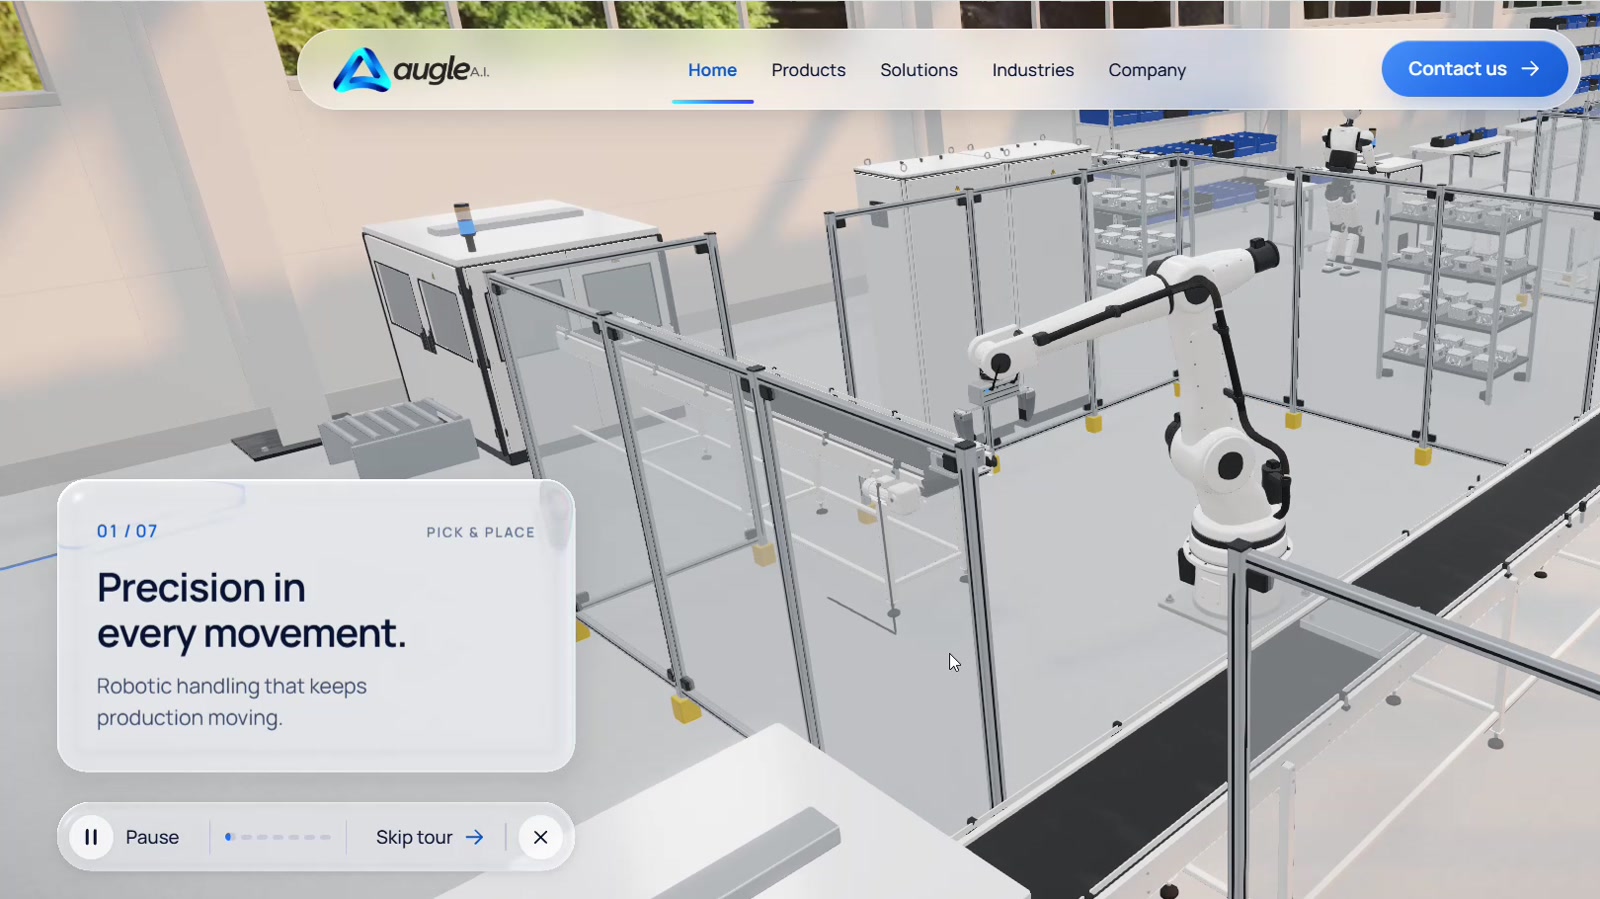 augle A.I.
Home
Products
Solutions
Industries
Company
Contact us
01 / 07
PICK & PLACE
Precision in
every movement.
Robotic handling that keeps
production moving.
Pause
Skip tour